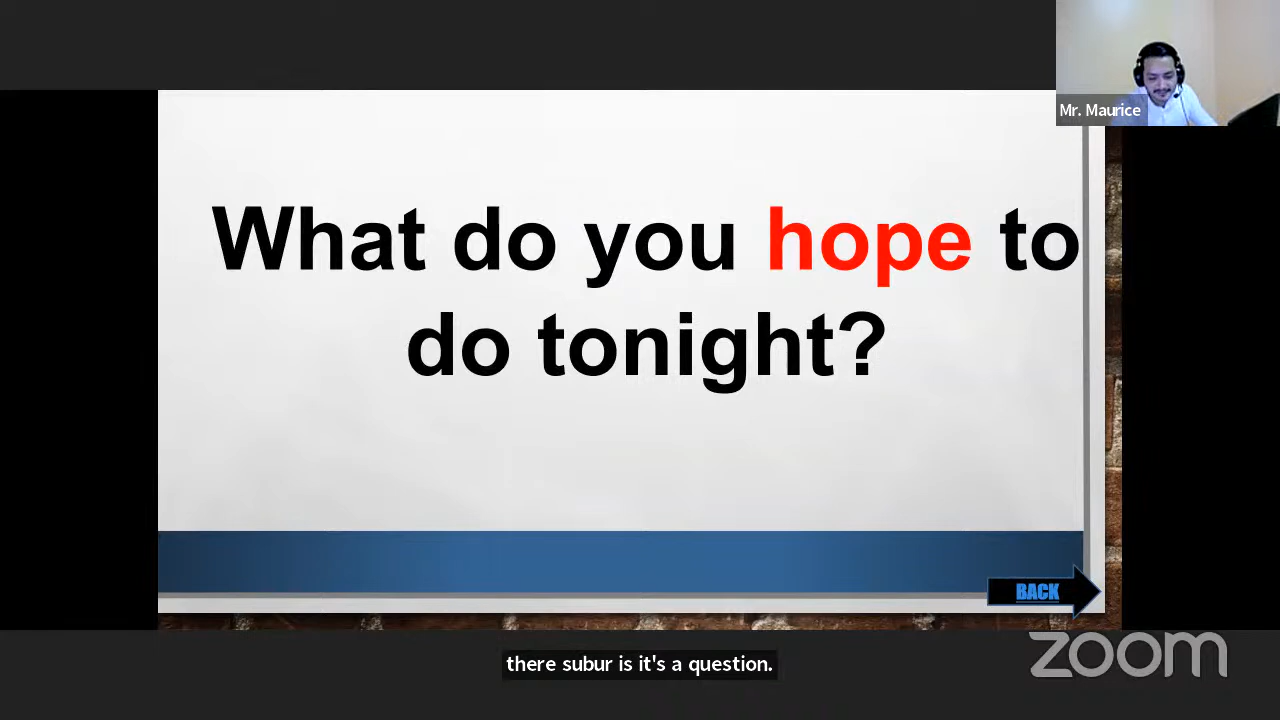 Mr. Maurice
What do you hope to
do tonight?
BACK
there subur is it's a question.
zoom